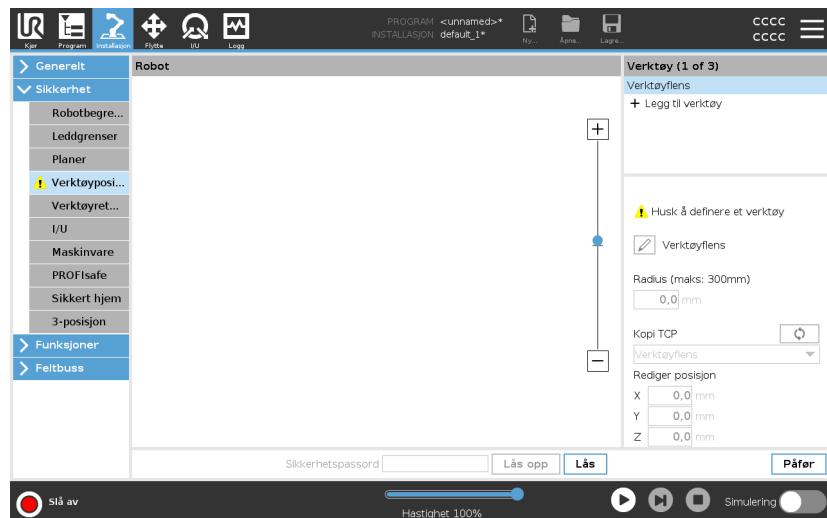 UR
Kjør
Program
Installasjon
Flytte
I/U
Logg
PROGRAM <unnamed>*
INSTALLASJON default_1*
Ny...
Åpne...
Lagre...
cccc
cccc
Generelt
Sikkerhet
Robotbegre...
Leddgrenser
Planer
Verktøyposi...
Verktøyret...
I/U
Maskinvare
PROFIsafe
Sikkert hjem
3-posisjon
Funksjoner
Feltbuss
Robot
Verktøy (1 of 3)
Verktøyflens
+ Legg til verktøy
Husk å definere et verktøy
Verktøyflens
Radius (maks: 300mm)
0,0 mm
Kopi TCP
Verktøyflens
Rediger posisjon
X 0,0 mm
Y 0,0 mm
Z 0,0 mm
Sikkerhetspassord
Lås opp
Lås
Påfør
Slå av
Hastighet 100%
Simulering